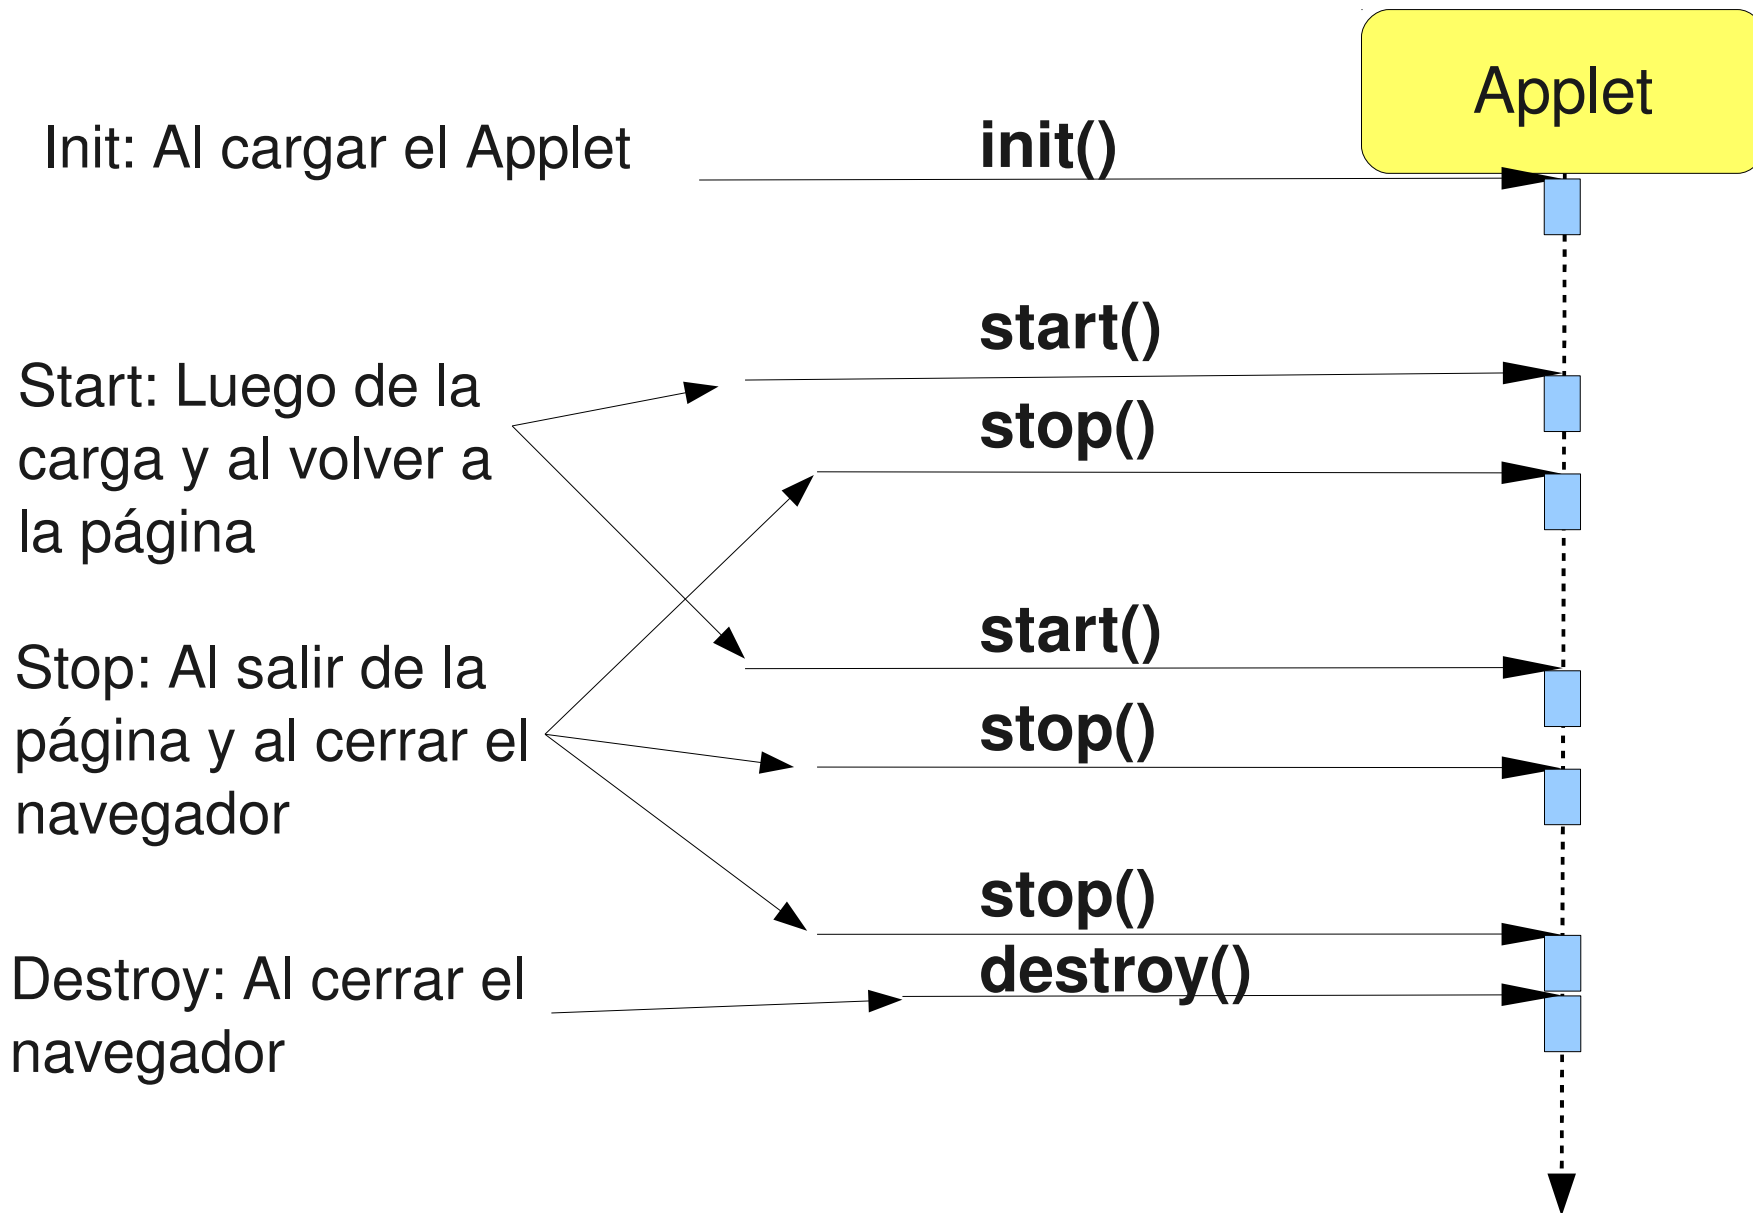 Applet
Init: Al cargar el Applet
init()
start()
Start: Luego de la
carga y al volver a
la página
stop()
start()
Stop: Al salir de la
página y al cerrar el
navegador
stop()
stop()
destroy()
Destroy: Al cerrar el
navegador